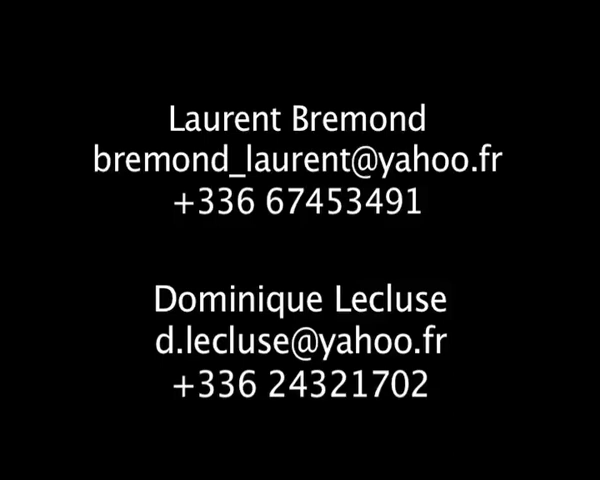 Laurent Bremond
bremond_laurent@yahoo.fr
+336 67453491
Dominique Lecluse
d.lecluse@yahoo.fr
+336 24321702